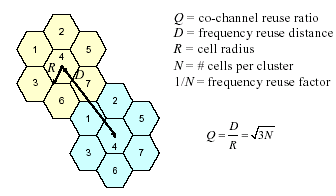 2
1
5
4
R
D
3
7
6
2
1
5
4
3
7
6
Q = co-channel reuse ratio
D = frequency reuse distance
R = cell radius
N = # cells per cluster
1/N = frequency reuse factor
Q = D/R = √3N